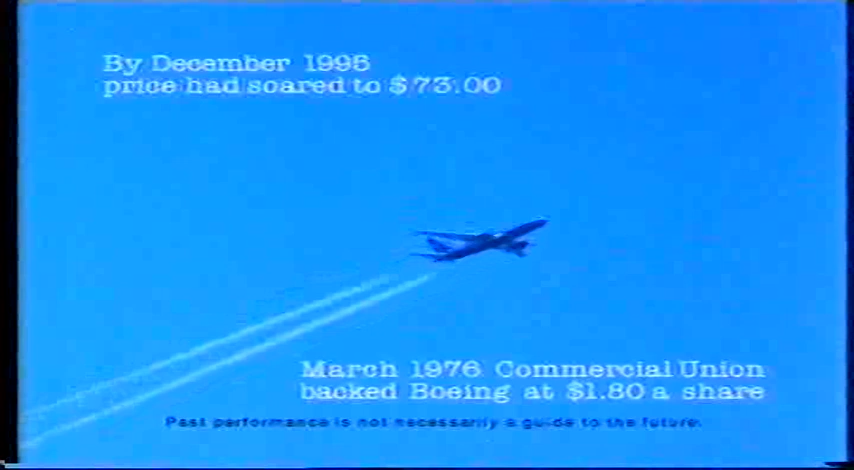 By December 1995
price had soared to $73.00
March 1976 Commercial Union
backed Boeing at $1.80 a share
Past performance is not necessarily a guide to the future.